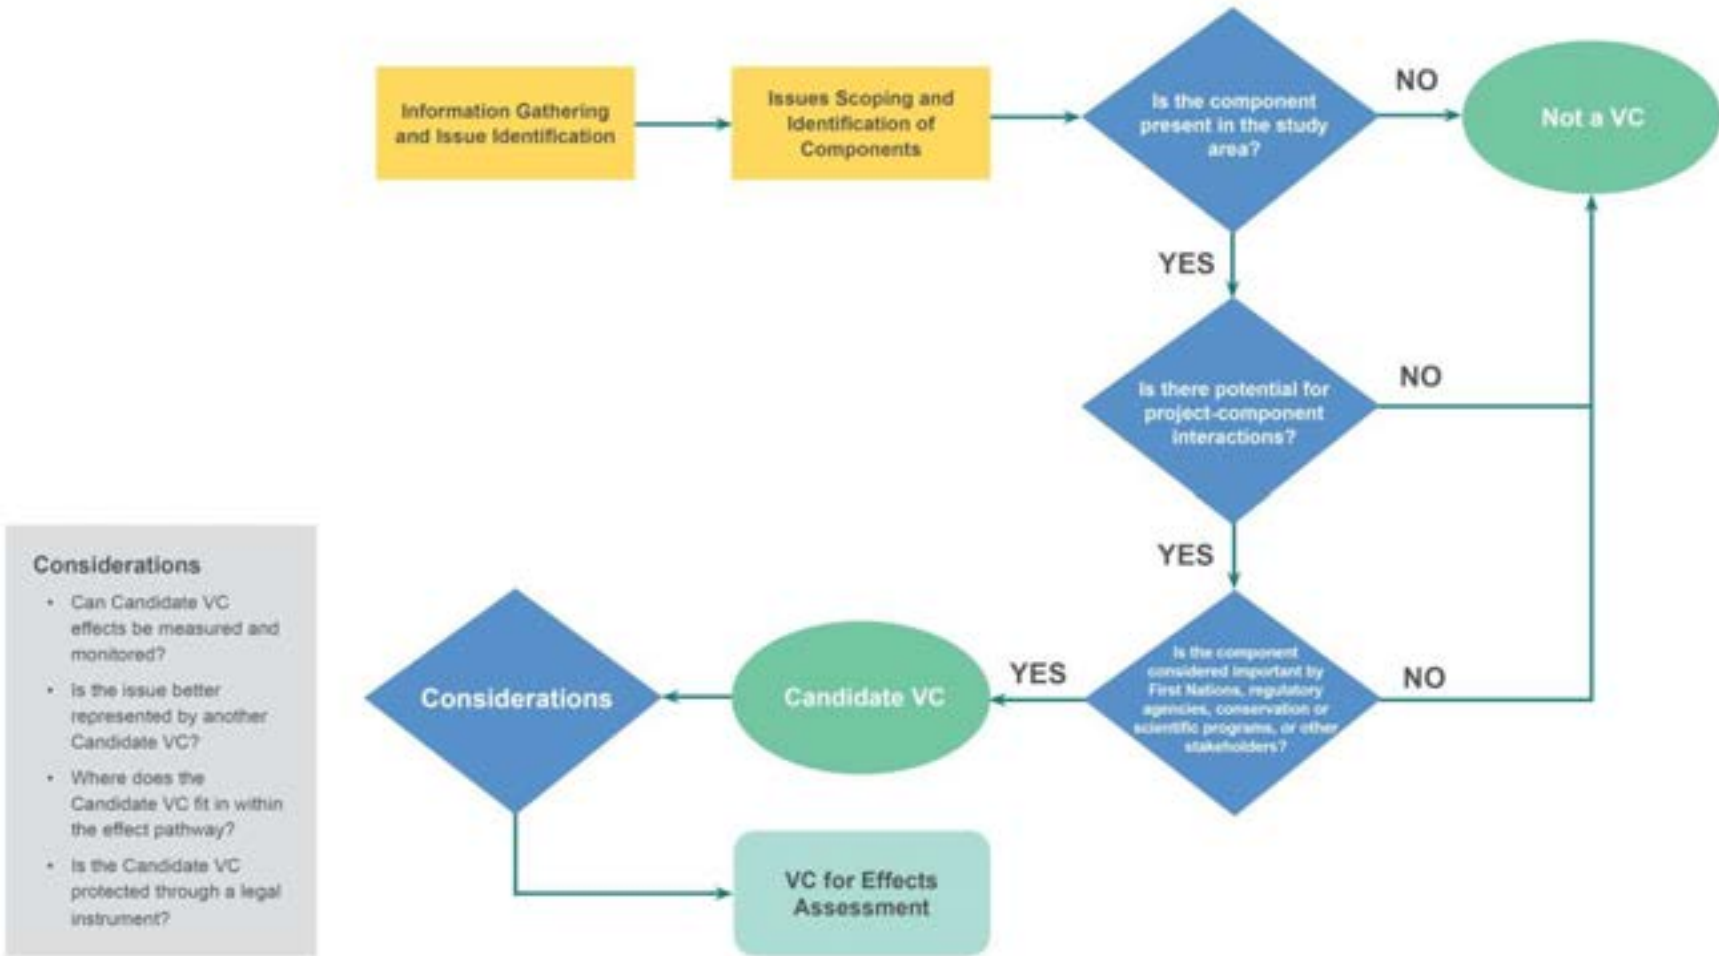 Information Gathering
and Issue Identification
Issues Scoping and
Identification of
Components
Is the component
present in the study
area?
NO
Not a VC
YES
Is there potential for
project-component
interactions?
NO
YES
Is the component
considered important by
First Nations, regulatory
agencies, conservation or
scientific programs, or other
stakeholders?
NO
YES
Candidate VC
Considerations
VC for Effects
Assessment
Considerations
• Can Candidate VC
effects be measured and
monitored?
• Is the issue better
represented by another
Candidate VC?
• Where does the
Candidate VC fit in within
the effect pathway?
• Is the Candidate VC
protected through a legal
instrument?